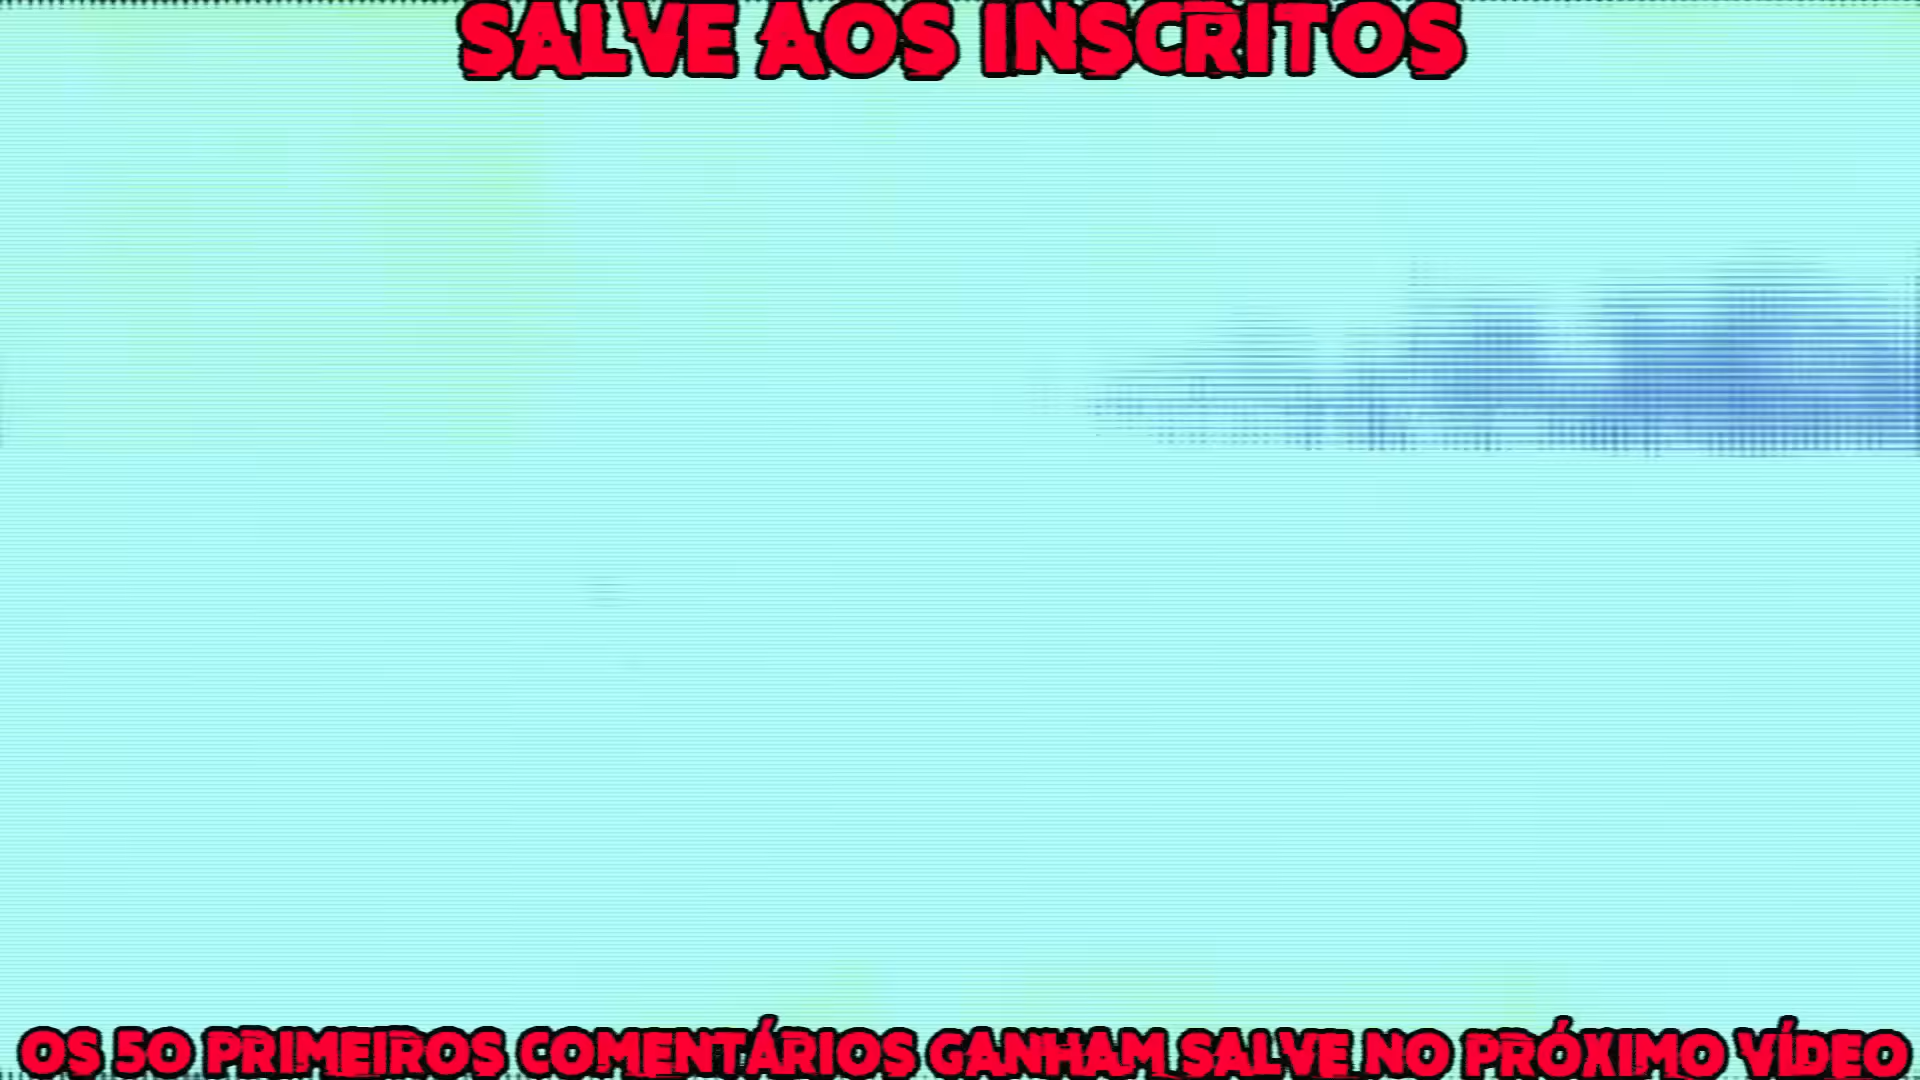 SALVE AOS INSCRITOS
OS 50 PRIMEIROS COMENTÁRIOS GANHAM SALVE NO PRÓXIMO VÍDEO